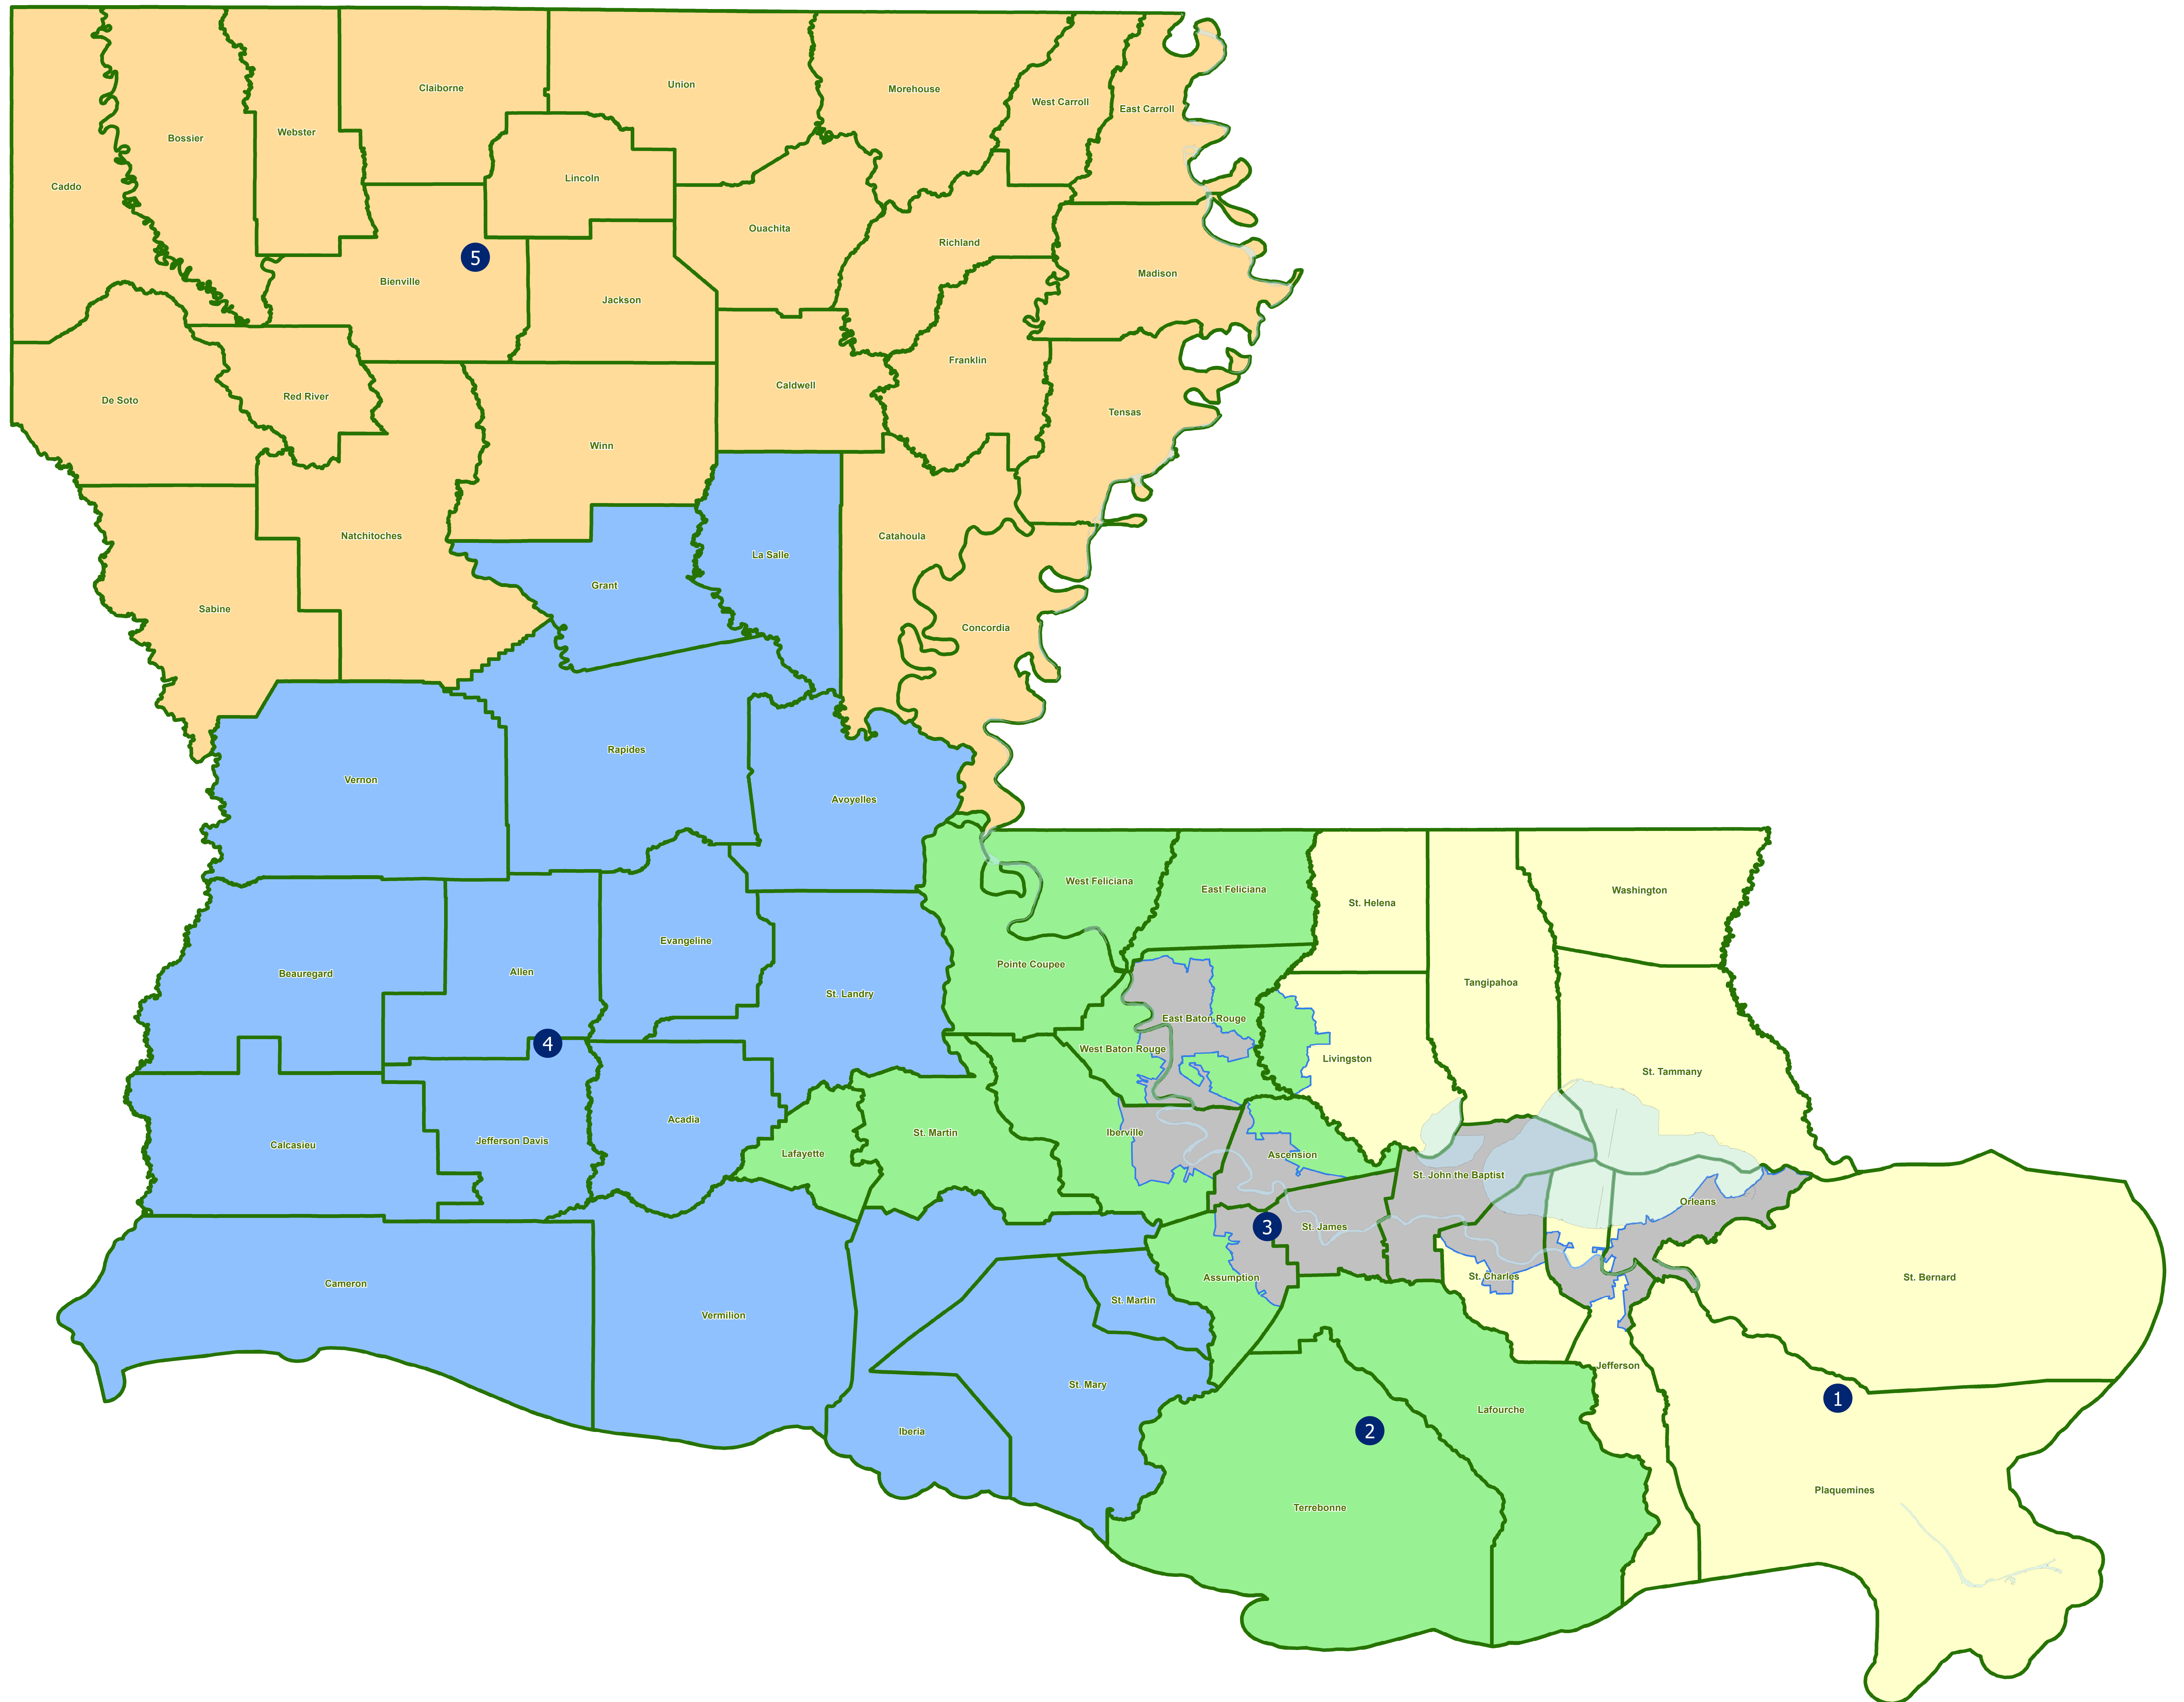 Claiborne
Union
Morehouse
West Carroll
East Carroll
Bossier
Webster
Caddo
Lincoln
Ouachita
Richland
Madison
5
Bienville
Jackson
Franklin
Caldwell
De Soto
Red River
Tensas
Winn
Natchitoches
Catahoula
La Salle
Grant
Sabine
Concordia
Rapides
Vernon
Avoyelles
West Feliciana
East Feliciana
Washington
St. Helena
Evangeline
Pointe Coupee
Beauregard
Allen
Tangipahoa
St. Landry
East Baton Rouge
4
West Baton Rouge
Livingston
St. Tammany
Acadia
St. Martin
Iberville
Jefferson Davis
Calcasieu
Lafayette
Ascension
St. John the Baptist
Orleans
3
St. James
Assumption
St. Charles
St. Bernard
Cameron
St. Martin
Vermilion
Jefferson
St. Mary
1
Lafourche
2
Iberia
Plaquemines
Terrebonne